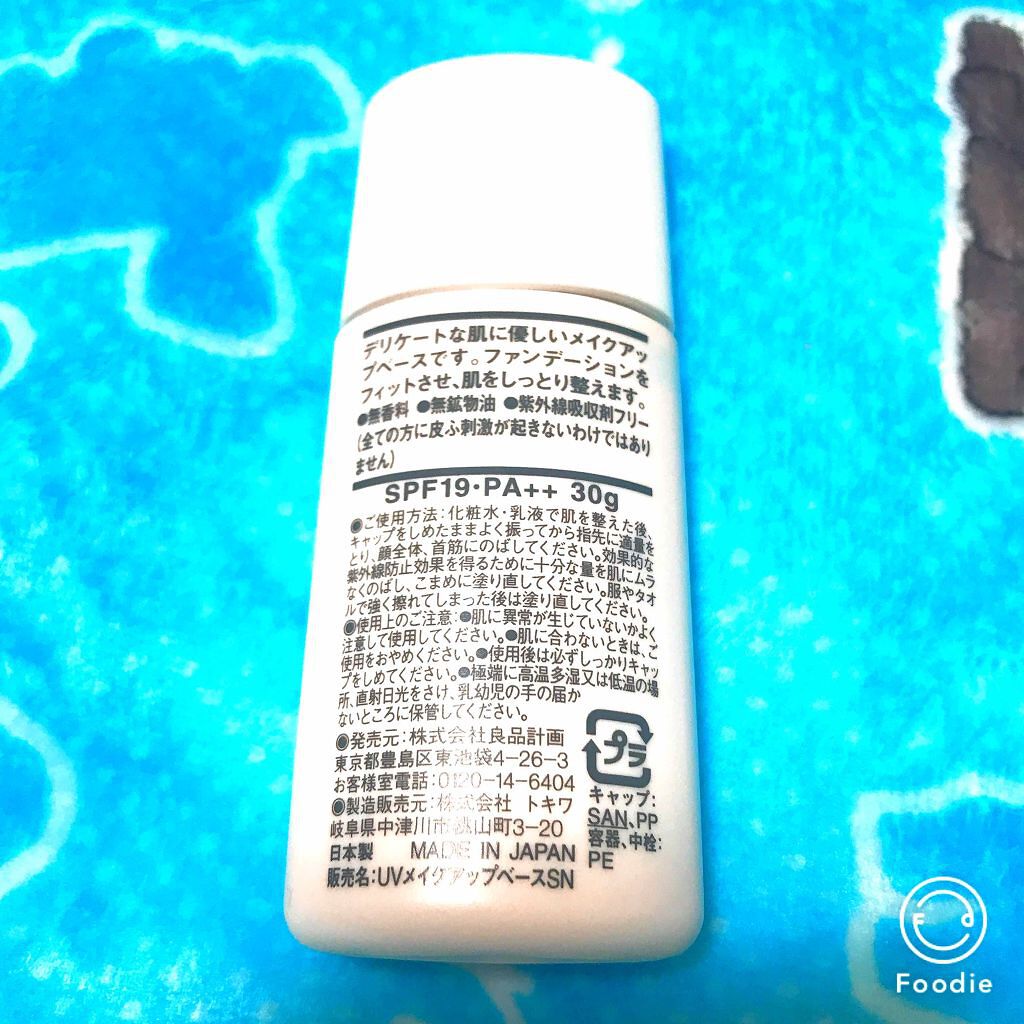 デリケートな肌に優しいメイクアッ
プベースです。ファンデーションを
フィットさせ、肌をしっとり整えます。
●無香料 ●無鉱物油 ●紫外線吸収剤フリー
(全ての方に皮ふ刺激が起きないわけではあり
ません)
SPF19・PA++ 30g
●ご使用方法:化粧水・乳液で肌を整えた後、
キャップをしめたままよく振ってから指先に適量を
とり、顔全体、首筋にのばしてください。効果的な
紫外線防止効果を得るために十分な量を肌にムラ
なくのばし、こまめに塗り直してください。服やタオ
ルで強く擦れてしまった後は塗り直してください。
●使用上のご注意:●肌に異常が生じていないかよく
注意して使用してください。●肌に合わないときは、ご
使用をおやめください。●使用後は必ずしっかりキャッ
プをしめてください。●極端に高温多湿又は低温の場
所、直射日光をさけ、乳幼児の手の届か
ないところに保管してください。
●発売元:株式会社良品計画
東京都豊島区東池袋4-26-3
お客様室電話:0120-14-6404
●製造販売元:株式会社 トキワ
岐阜県中津川市桃山町3-20
日本製 MADE IN JAPAN
販売名:UVメイクアップベースSN
プラ
キャップ:
SAN、PP
容器、中栓:
PE
Foodie